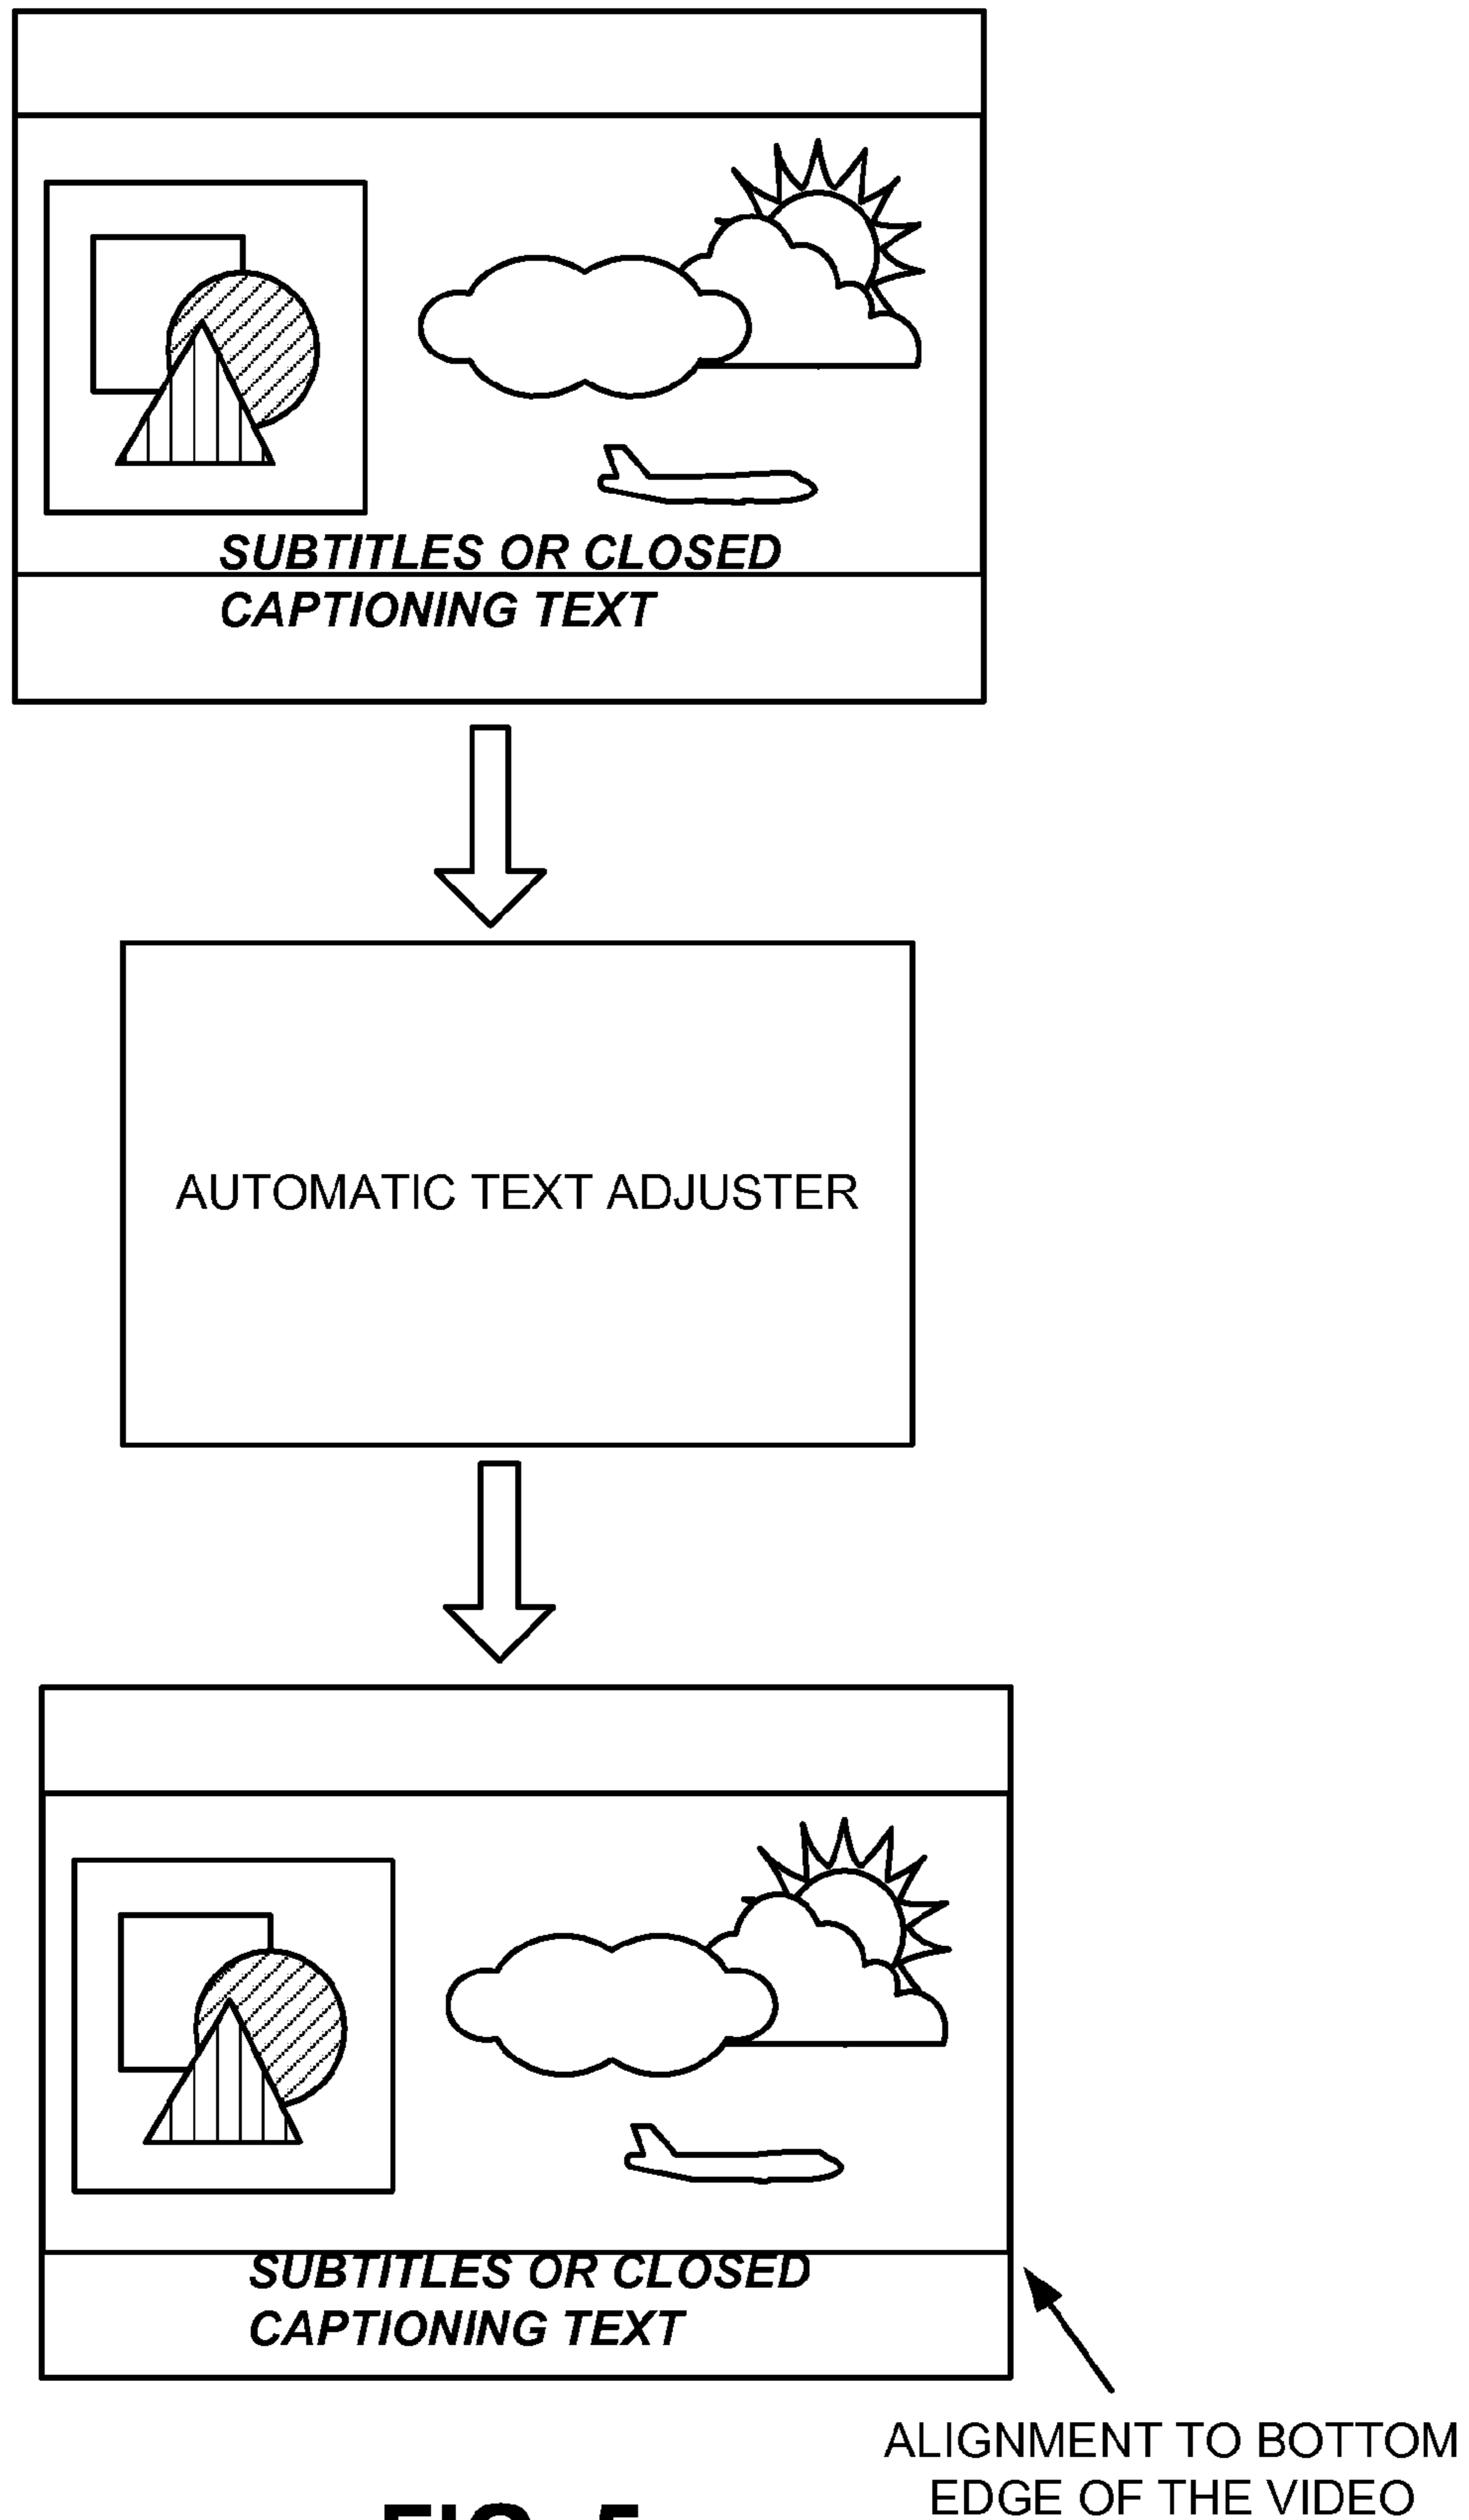 SUBTITLES OR CLOSED
CAPTIONING TEXT
AUTOMATIC TEXT ADJUSTER
SUBTITLES OR CLOSED
CAPTIONING TEXT
ALIGNMENT TO BOTTOM
EDGE OF THE VIDEO